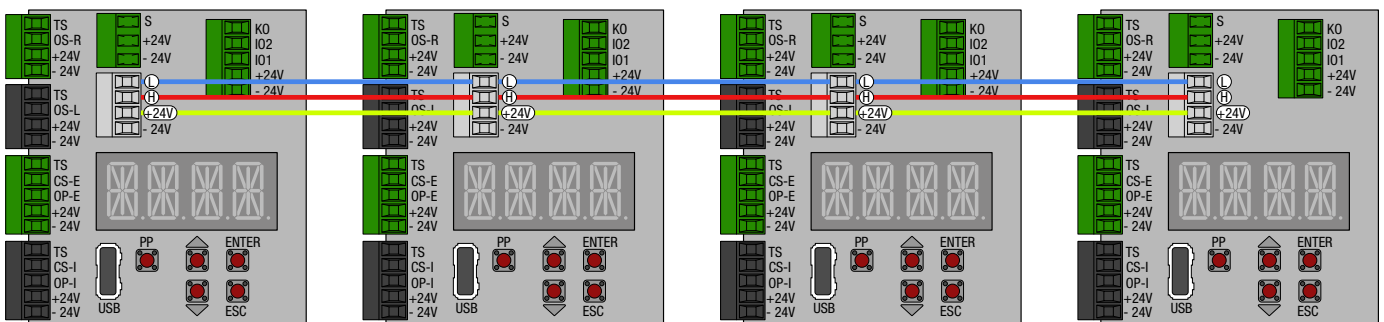 TS
OS-R
+24V
- 24V
S
+24V
- 24V
KO
IO2
IO1
+24V
- 24V
L
H
+24V
- 24V
TS
OS-L
+24V
- 24V
TS
CS-E
OP-E
+24V
- 24V
TS
CS-I
OP-I
+24V
- 24V
USB
PP
ENTER
ESC
TS
OS-R
+24V
- 24V
S
+24V
- 24V
KO
IO2
IO1
+24V
- 24V
L
H
+24V
- 24V
TS
OS-L
+24V
- 24V
TS
CS-E
OP-E
+24V
- 24V
TS
CS-I
OP-I
+24V
- 24V
USB
PP
ENTER
ESC
TS
OS-R
+24V
- 24V
S
+24V
- 24V
KO
IO2
IO1
+24V
- 24V
L
H
+24V
- 24V
TS
OS-L
+24V
- 24V
TS
CS-E
OP-E
+24V
- 24V
TS
CS-I
OP-I
+24V
- 24V
USB
PP
ENTER
ESC
TS
OS-R
+24V
- 24V
S
+24V
- 24V
KO
IO2
IO1
+24V
- 24V
L
H
+24V
- 24V
TS
OS-L
+24V
- 24V
TS
CS-E
OP-E
+24V
- 24V
TS
CS-I
OP-I
+24V
- 24V
USB
PP
ENTER
ESC